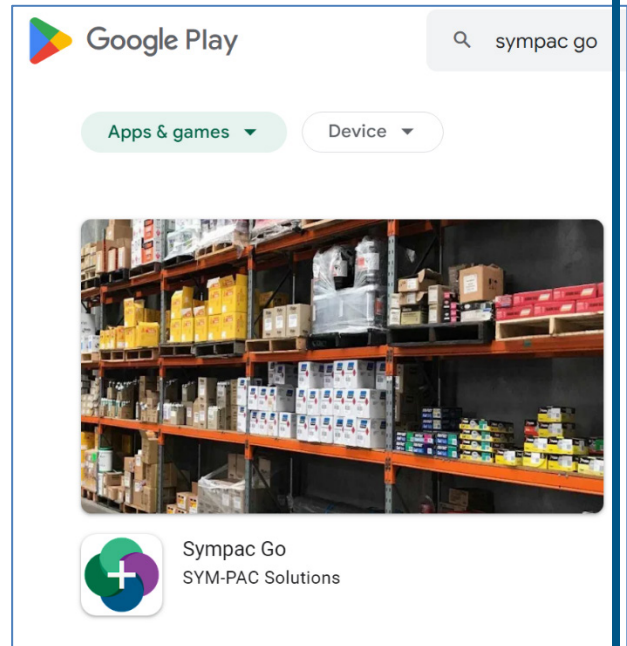 Google Play
sympac go
Apps & games
Device
Sympac Go
SYM-PAC Solutions